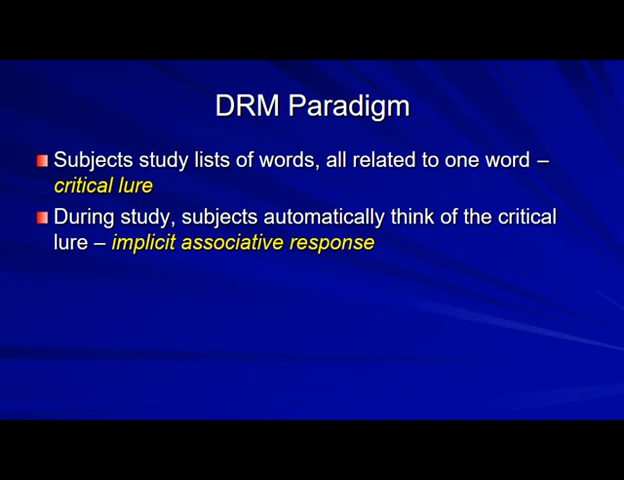 DRM Paradigm
Subjects study lists of words, all related to one word –
critical lure
During study, subjects automatically think of the critical
lure – implicit associative response